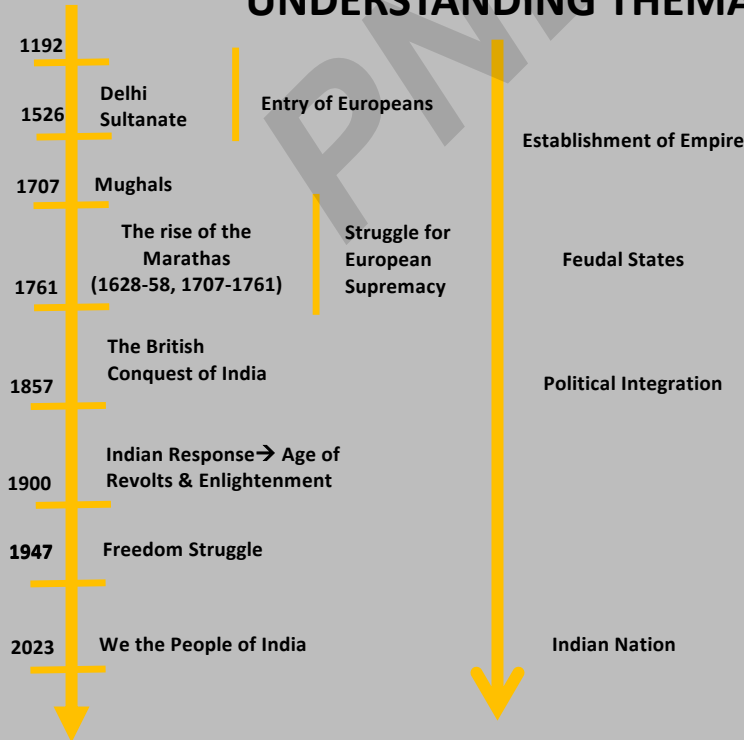 UNDERSTANDING THEMA
1192
Delhi
Sultanate
Entry of Europeans
1526
Establishment of Empire
1707
Mughals
The rise of the
Marathas
(1628-58, 1707-1761)
Struggle for
European
Supremacy
Feudal States
1761
The British
Conquest of India
1857
Political Integration
Indian Response→ Age of
Revolts & Enlightenment
1900
1947
Freedom Struggle
2023
We the People of India
Indian Nation